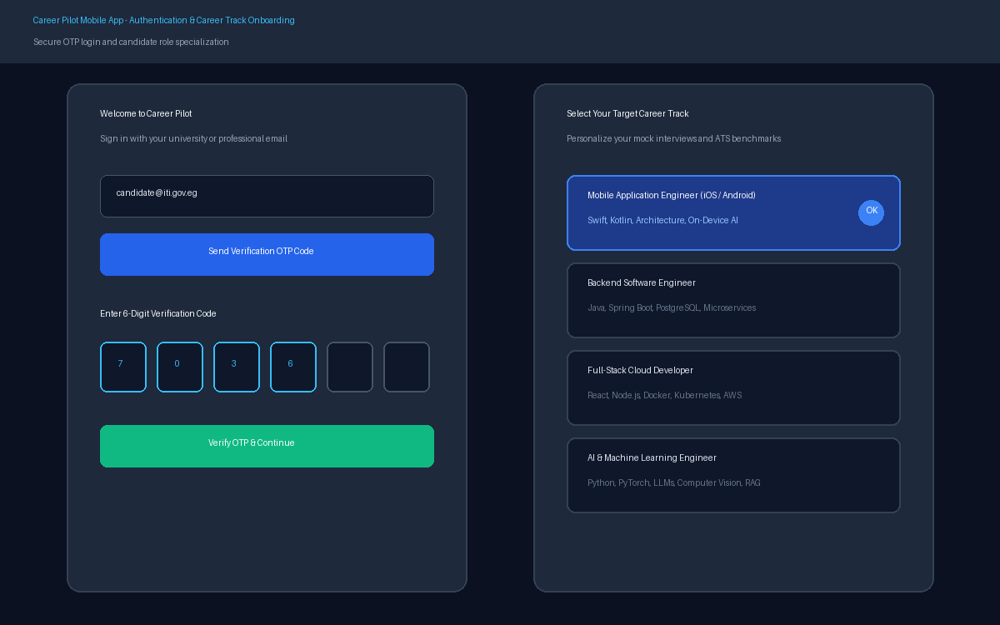 Career Pilot Mobile App - Authentication & Career Track Onboarding
Secure OTP login and candidate role specialization
Welcome to Career Pilot
Sign in with your university or professional email
candidate@iti.gov.eg
Send Verification OTP Code
Enter 6-Digit Verification Code
7 0 3 6
Verify OTP & Continue
Select Your Target Career Track
Personalize your mock interviews and ATS benchmarks
Mobile Application Engineer (iOS / Android)
Swift, Kotlin, Architecture, On-Device AI
OK
Backend Software Engineer
Java, Spring Boot, PostgreSQL, Microservices
Full-Stack Cloud Developer
React, Node.js, Docker, Kubernetes, AWS
AI & Machine Learning Engineer
Python, PyTorch, LLMs, Computer Vision, RAG